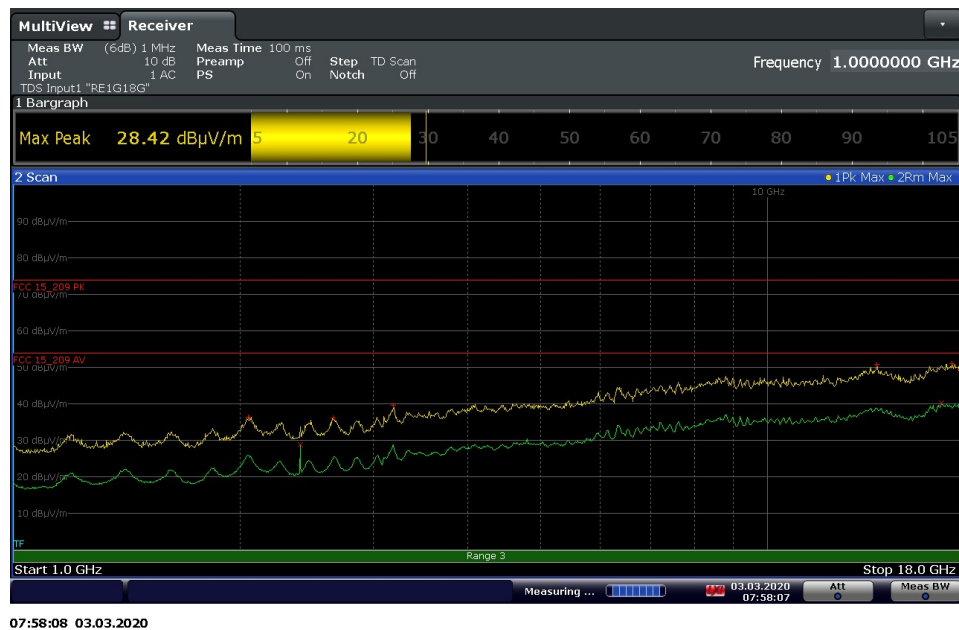 MultiView Receiver
Meas BW (6dB) 1 MHz Meas Time 100 ms
Att 10 dB Preamp Off Step TD Scan
Input 1 AC PS On Notch Off
TDS Input1 "RE1G18G"
Frequency 1.0000000 GHz
1 Bargraph
Max Peak 28.42 dBµV/m 5 20 30 40 50 60 70 80 90 105
2 Scan 1Pk Max 2Rm Max
10 GHz
90 dBµV/m
80 dBµV/m
FCC 15_209 PK
70 dBµV/m
60 dBµV/m
FCC 15_209 AV
50 dBµV/m
40 dBµV/m
30 dBµV/m
20 dBµV/m
10 dBµV/m
TF
Range 3
Start 1.0 GHz Stop 18.0 GHz
Measuring ... 03.03.2020 07:58:07 Att Meas BW
07:58:08 03.03.2020